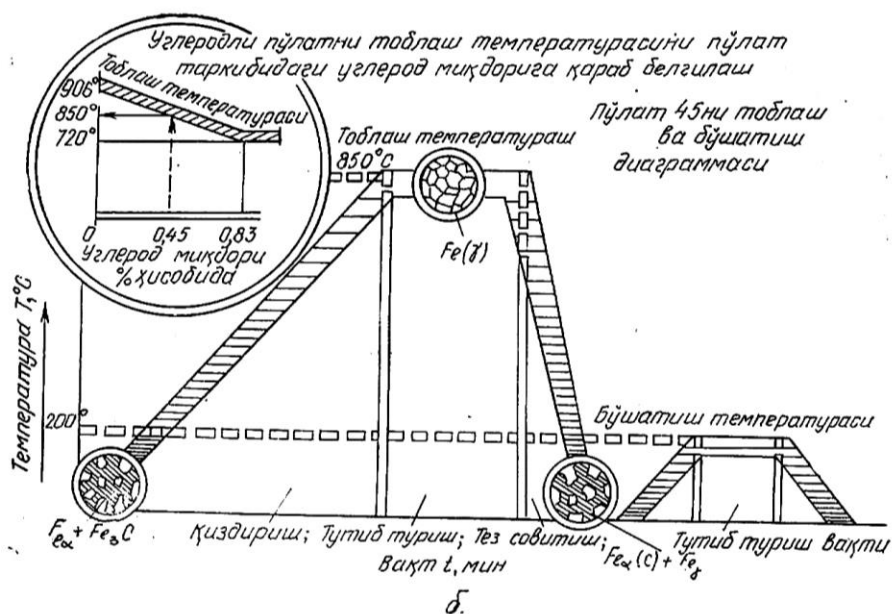 Углеродли пўлатни тоблаш температурасини пўлат
таркибидаги углерод миқдорига қараб белгилаш
Тоблаш температураси
906°
850°
720°
0
0,45
0,83
Углерод миқдори
% ҳисобида
Пўлат 45ни тоблаш
ва бўшатиш
диаграммаси
Тоблаш температураш
850°С
Fe(γ)
Температура Т,°С
200°
Бўшатиш температураси
Feα + Fe₃C
Қиздириш; Тутиб туриш; Тез совитиш;
Вақт t, мин
Feα(C) + Feγ
Тутиб туриш вақти
б.